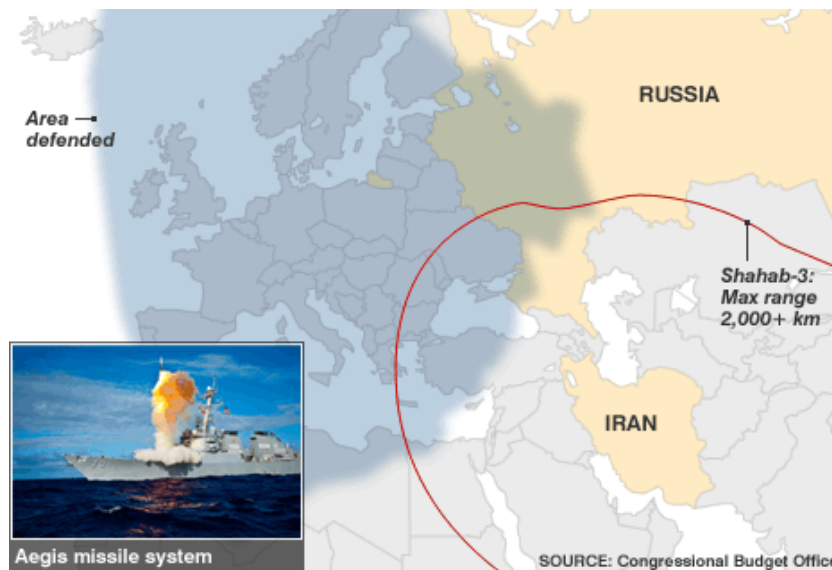 RUSSIA
Area
defended
Shahab-3:
Max range
2,000+ km
IRAN
Aegis missile system
SOURCE: Congressional Budget Office